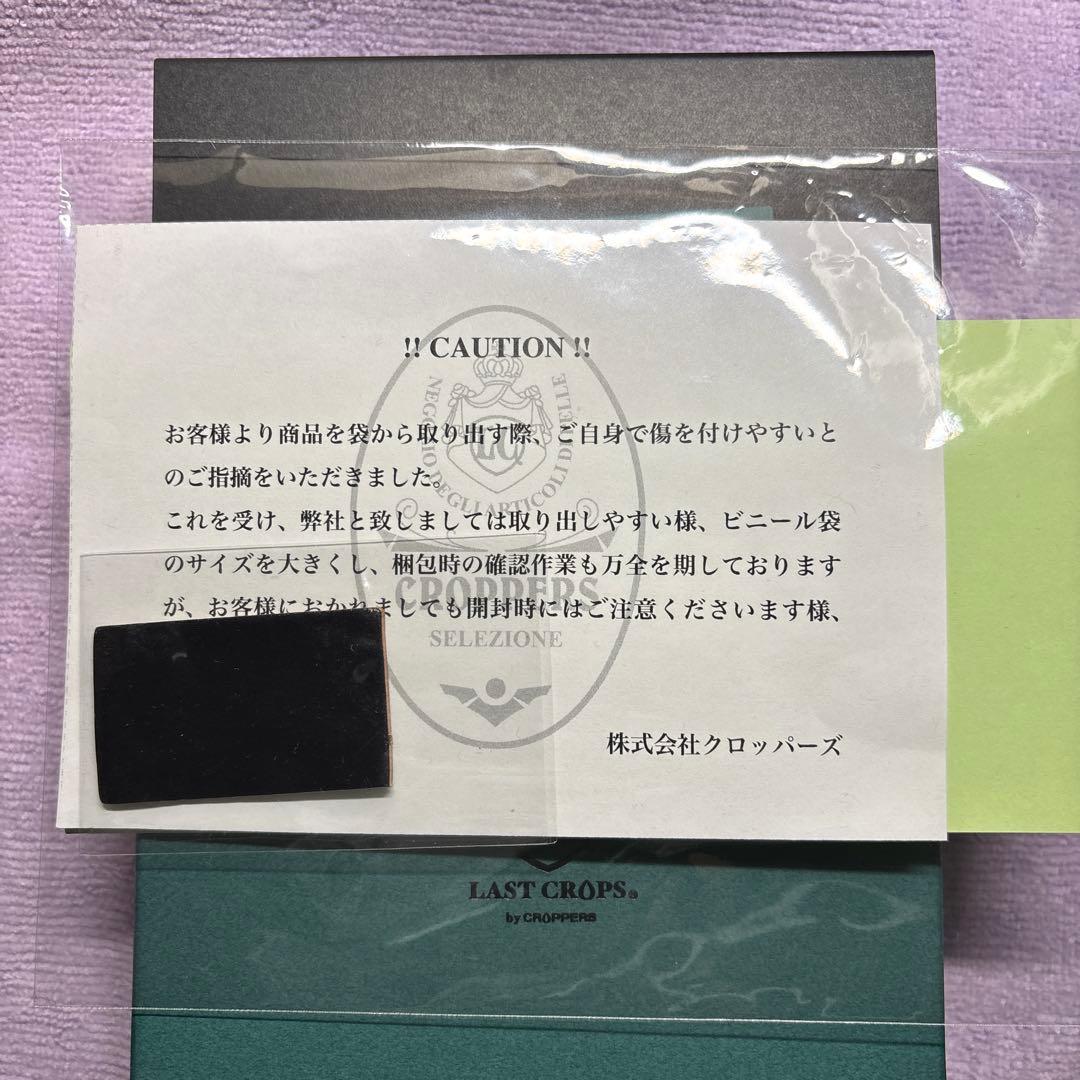 !! CAUTION !!
NEGOZIO DEGLI ARTICOLI DI PELLE
LC
お客様より商品を袋から取り出す際、ご自身で傷を付けやすいと
のご指摘をいただきました。
これを受け、弊社と致しましては取り出しやすい様、ビニール袋
のサイズを大きくし、梱包時の確認作業も万全を期しております
CROPPERS
が、お客様におかれましても開封時にはご注意くださいます様、
SELEZIONE
株式会社クロッパーズ
LAST CROPS®
by CROPPERS